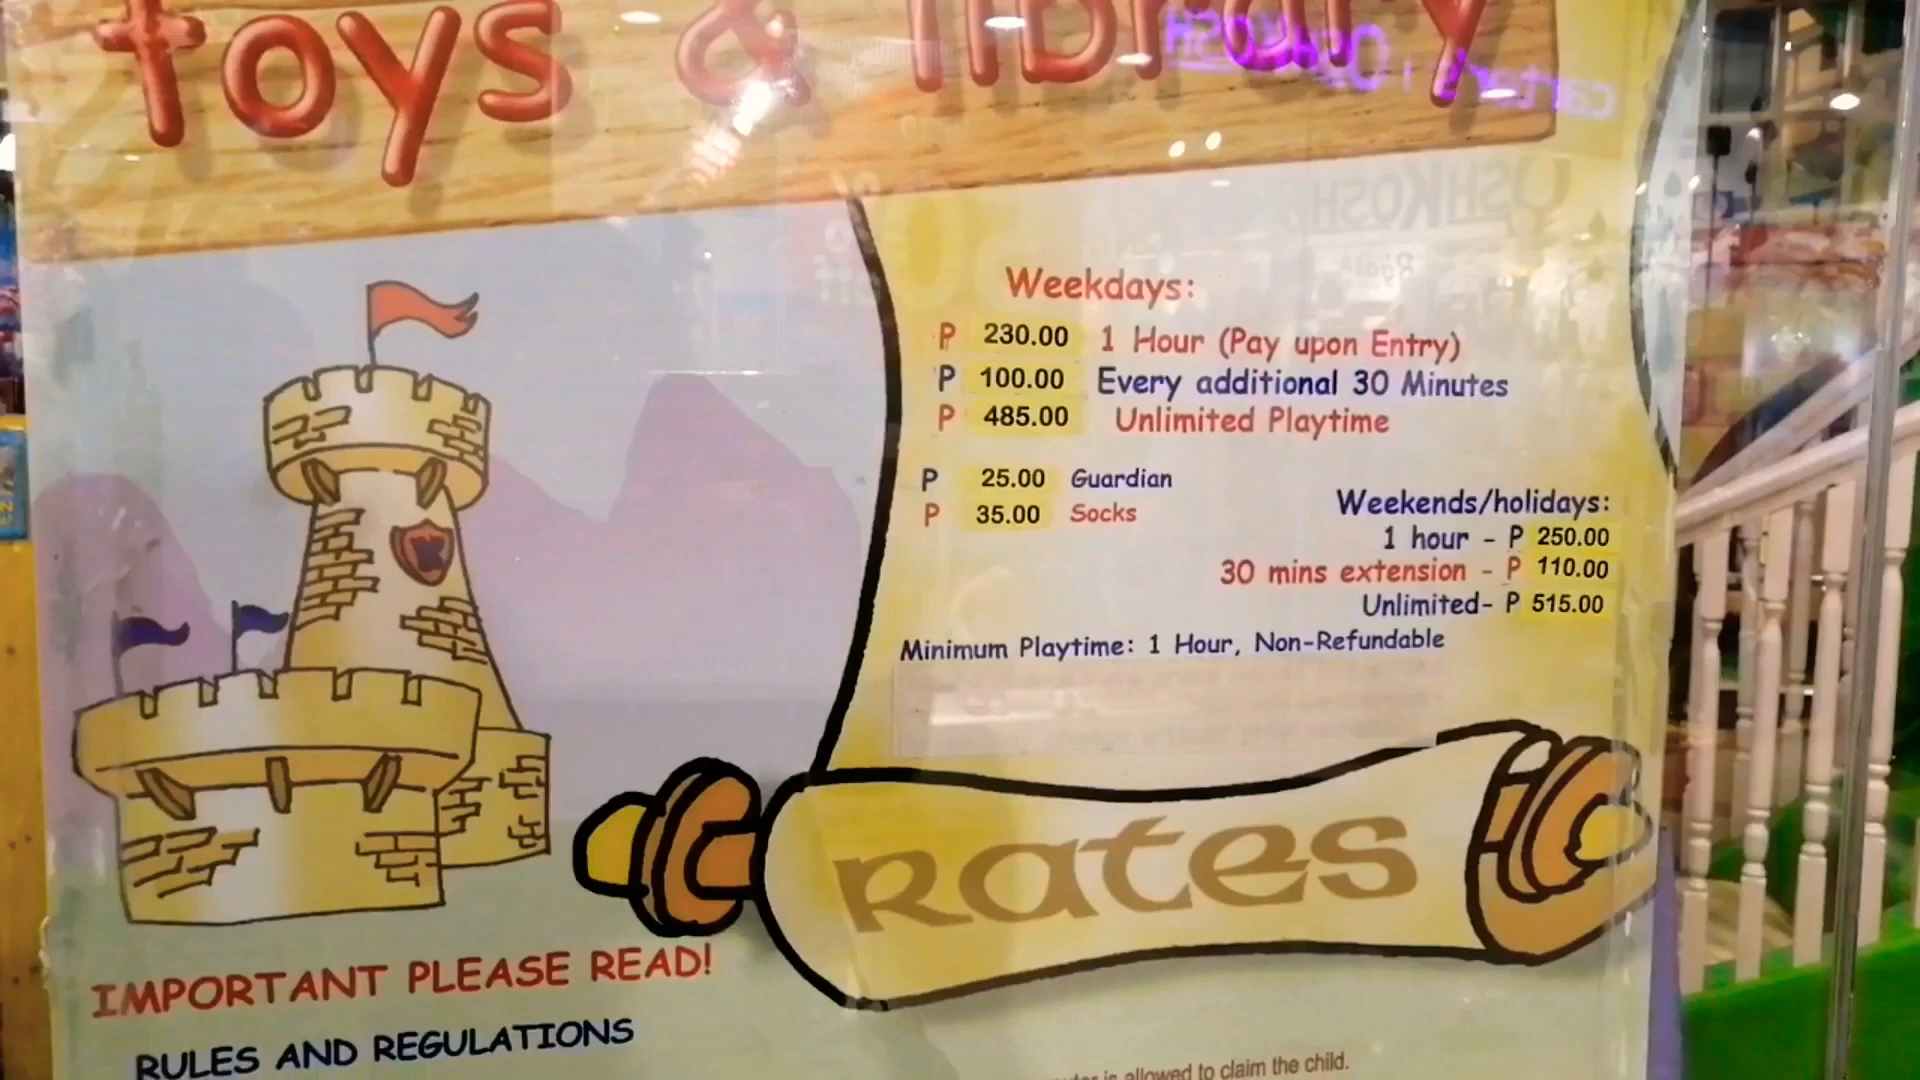 toys & library
Weekdays:
P 230.00 1 Hour (Pay upon Entry)
P 100.00 Every additional 30 Minutes
P 485.00 Unlimited Playtime
P 25.00 Guardian
P 35.00 Socks
Weekends/holidays:
1 hour - P 250.00
30 mins extension - P 110.00
Unlimited- P 515.00
Minimum Playtime: 1 Hour, Non-Refundable
Rates
IMPORTANT PLEASE READ!
RULES AND REGULATIONS
is allowed to claim the child.
carter's | OSHKOSH
OSHKOSH